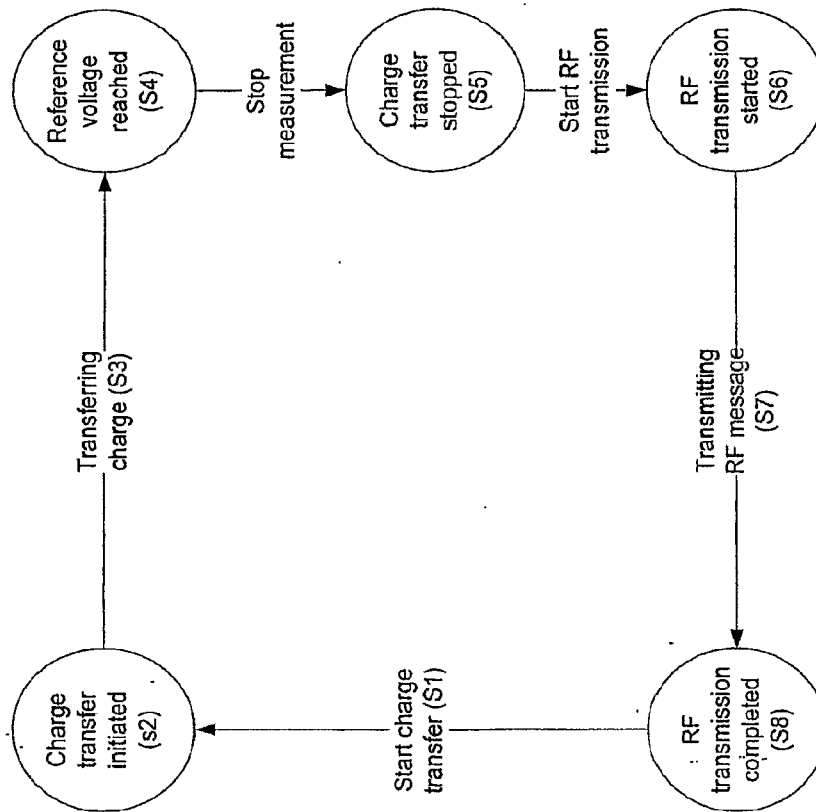 Charge
transfer
initiated
(s2)
Transferring
charge (S3)
Reference
voltage
reached
(S4)
Stop
measurement
Charge
transfer
stopped
(S5)
Start RF
transmission
RF
transmission
started
(S6)
Transmitting
RF message
(S7)
RF
transmission
completed
(S8)
Start charge
transfer (S1)